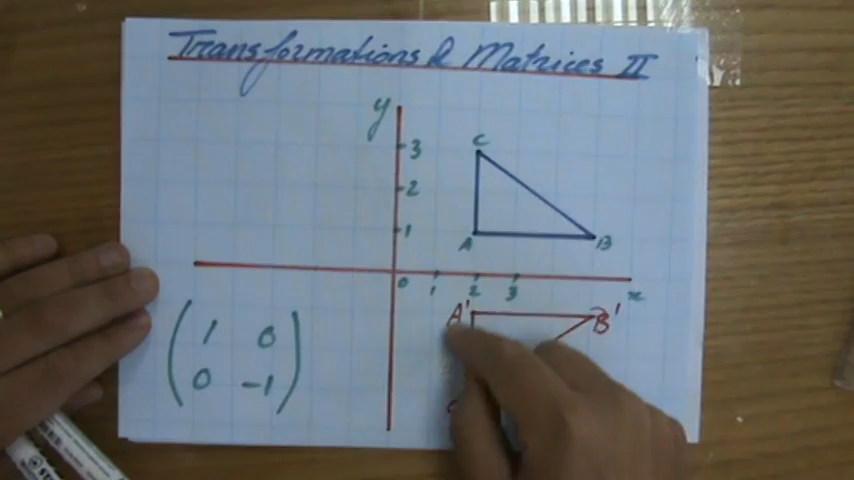 Transformations & Matrices II
y
C
3
2
1
A B
0 1 2 3 x
A' B'
1 0
0 -1